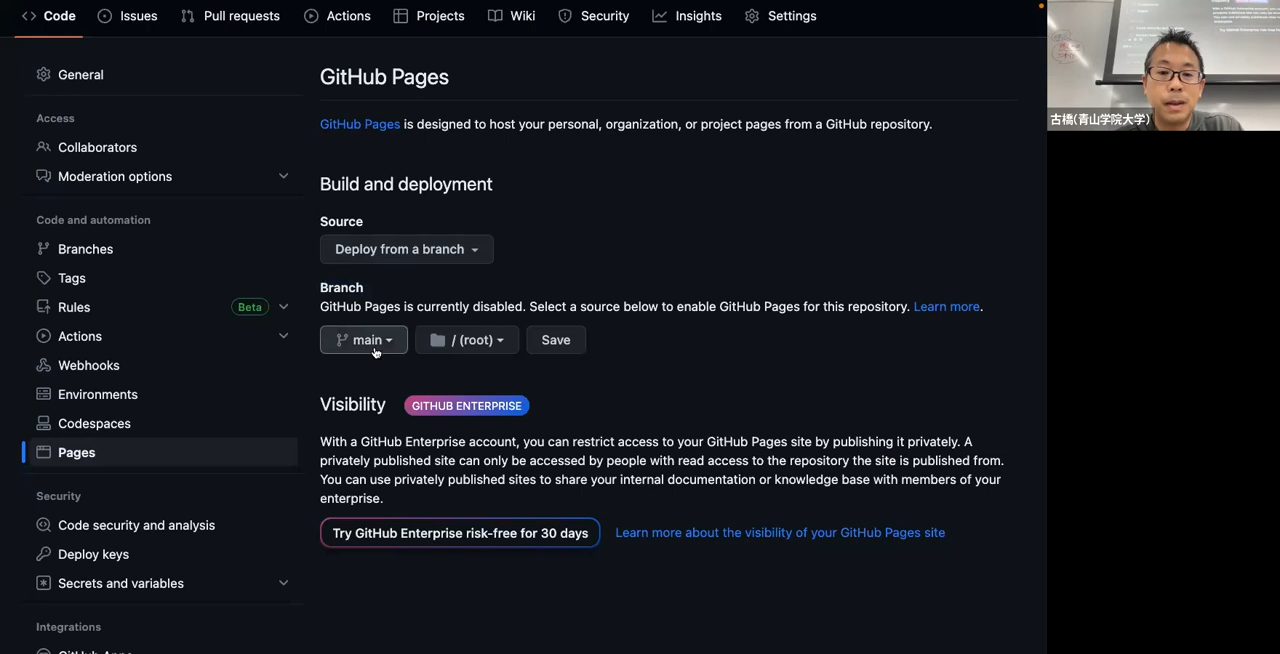 Code
Issues
Pull requests
Actions
Projects
Wiki
Security
Insights
Settings
General
Access
Collaborators
Moderation options
Code and automation
Branches
Tags
Rules Beta
Actions
Webhooks
Environments
Codespaces
Pages
Security
Code security and analysis
Deploy keys
Secrets and variables
Integrations
GitHub Pages
GitHub Pages is designed to host your personal, organization, or project pages from a GitHub repository.
Build and deployment
Source
Deploy from a branch
Branch
GitHub Pages is currently disabled. Select a source below to enable GitHub Pages for this repository. Learn more.
main / (root) Save
Visibility GITHUB ENTERPRISE
With a GitHub Enterprise account, you can restrict access to your GitHub Pages site by publishing it privately. A
privately published site can only be accessed by people with read access to the repository the site is published from.
You can use privately published sites to share your internal documentation or knowledge base with members of your
enterprise.
Try GitHub Enterprise risk-free for 30 days Learn more about the visibility of your GitHub Pages site
古橋(青山学院大学)